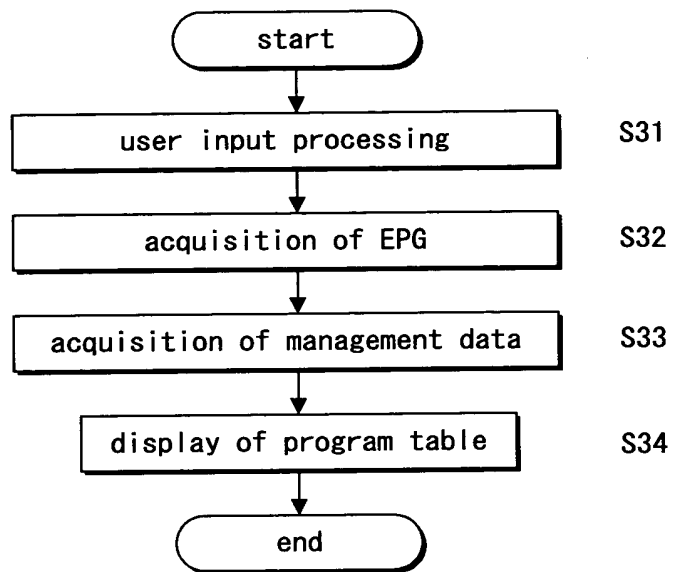 start
user input processing S31
acquisition of EPG S32
acquisition of management data S33
display of program table S34
end